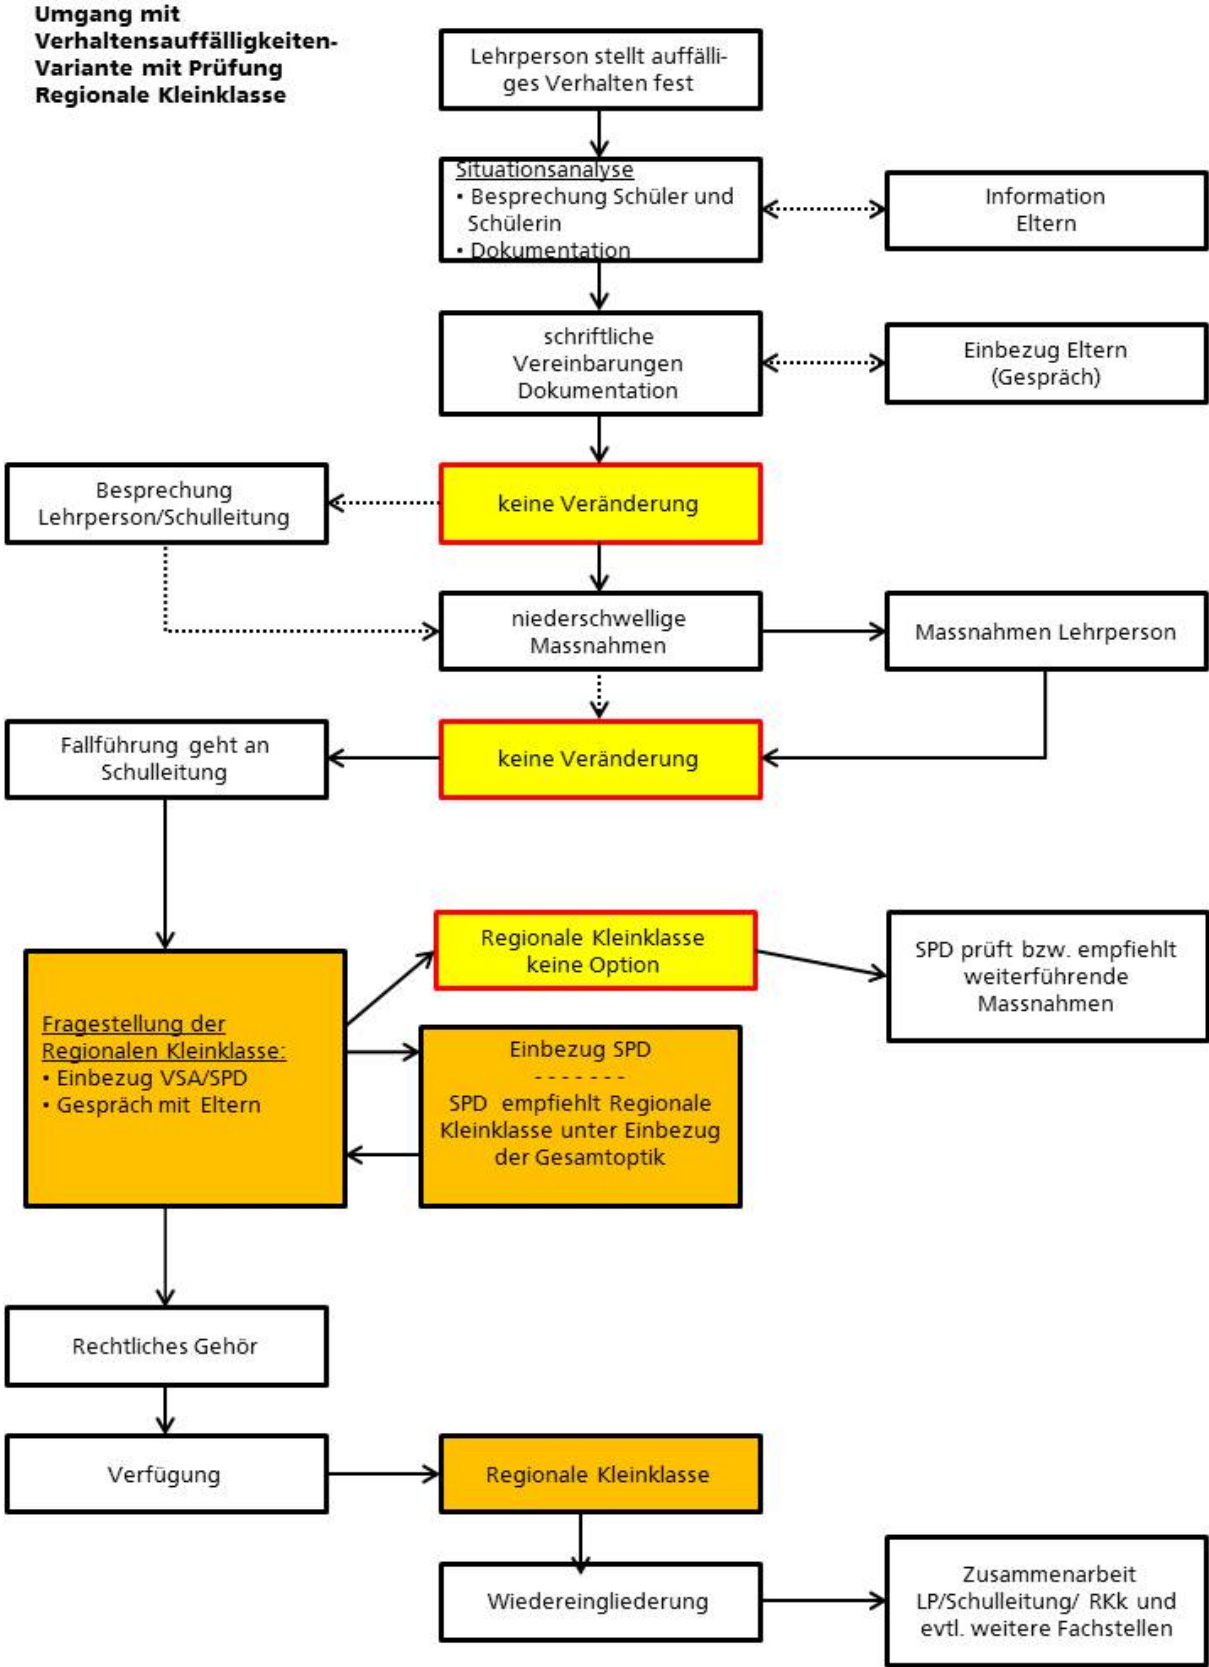 Umgang mit
Verhaltensauffälligkeiten-
Variante mit Prüfung
Regionale Kleinklasse
Lehrperson stellt auffälli-
ges Verhalten fest
Situationsanalyse
• Besprechung Schüler und
Schülerin
• Dokumentation
Information
Eltern
schriftliche
Vereinbarungen
Dokumentation
Einbezug Eltern
(Gespräch)
Besprechung
Lehrperson/Schulleitung
keine Veränderung
niederschwellige
Massnahmen
Massnahmen Lehrperson
Fallführung geht an
Schulleitung
keine Veränderung
Regionale Kleinklasse
keine Option
SPD prüft bzw. empfiehlt
weiterführende
Massnahmen
Fragestellung der
Regionalen Kleinklasse:
• Einbezug VSA/SPD
• Gespräch mit Eltern
Einbezug SPD
- - - - - - -
SPD empfiehlt Regionale
Kleinklasse unter Einbezug
der Gesamtoptik
Rechtliches Gehör
Verfügung
Regionale Kleinklasse
Wiedereingliederung
Zusammenarbeit
LP/Schulleitung/ RKk und
evtl. weitere Fachstellen